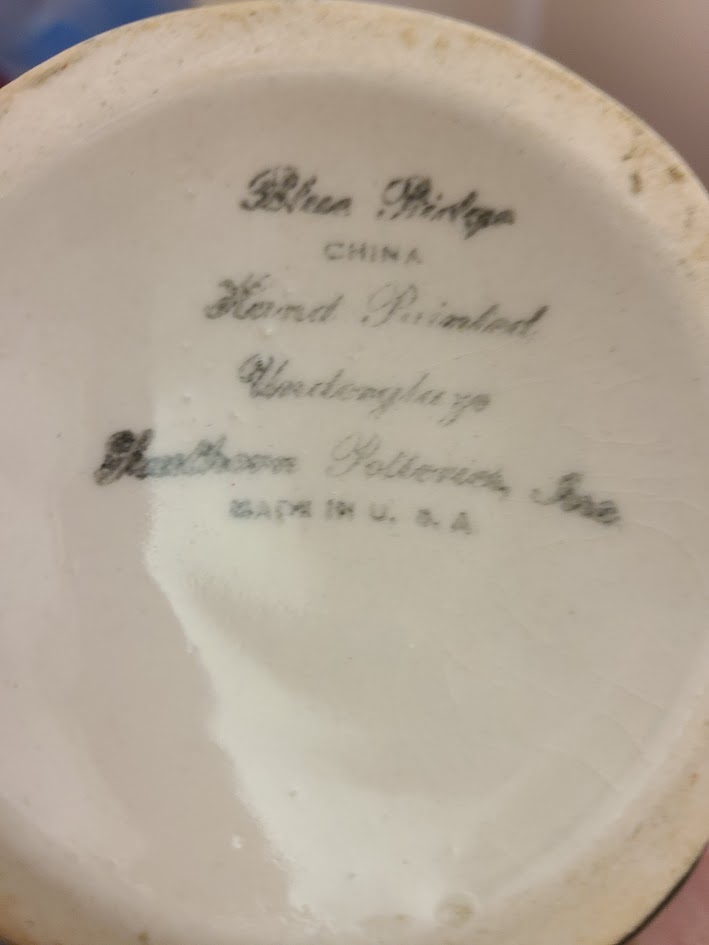 Blue Ridge
CHINA
Hand Painted
Underglaze
Southern Potteries, Inc.
MADE IN U. S. A